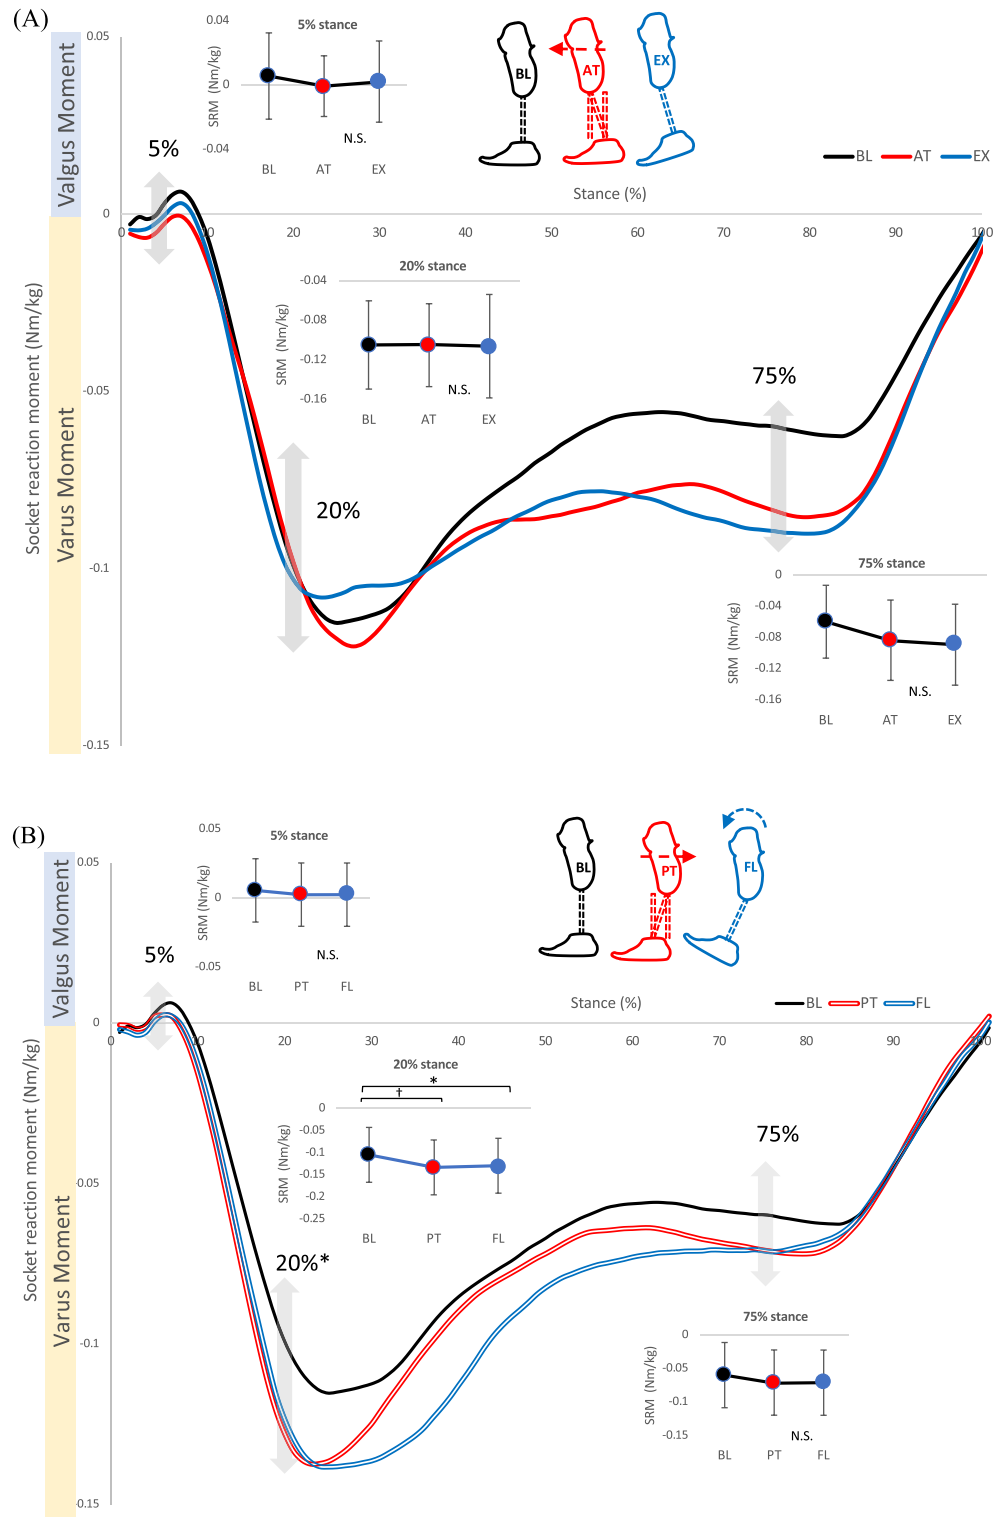 (A)
0.05
0
-0.05
-0.1
-0.15
Valgus Moment
Varus Moment
Socket reaction moment (Nm/kg)
5% stance
0.04
0
-0.04
SRM (Nm/kg)
N.S.
BL AT EX
BL
AT
EX
BL AT EX
Stance (%)
5%
0 10 20 30 40 50 60 70 80 90 100
20% stance
-0.04
-0.08
-0.12
-0.16
SRM (Nm/kg)
N.S.
BL AT EX
75%
20%
75% stance
0
-0.04
-0.08
-0.12
-0.16
SRM (Nm/kg)
N.S.
BL AT EX
(B)
0.05
0
-0.05
-0.1
-0.15
Valgus Moment
Varus Moment
Socket reaction moment (Nm/kg)
5% stance
0.05
0
-0.05
SRM (Nm/kg)
N.S.
BL PT FL
BL
PT
FL
Stance (%)
BL PT FL
5%
0 10 20 30 40 50 60 70 80 90 100
20% stance
*
†
0
-0.05
-0.1
-0.15
-0.2
-0.25
SRM (Nm/kg)
BL PT FL
75%
20%*
75% stance
0
-0.05
-0.1
-0.15
SRM (Nm/kg)
N.S.
BL PT FL